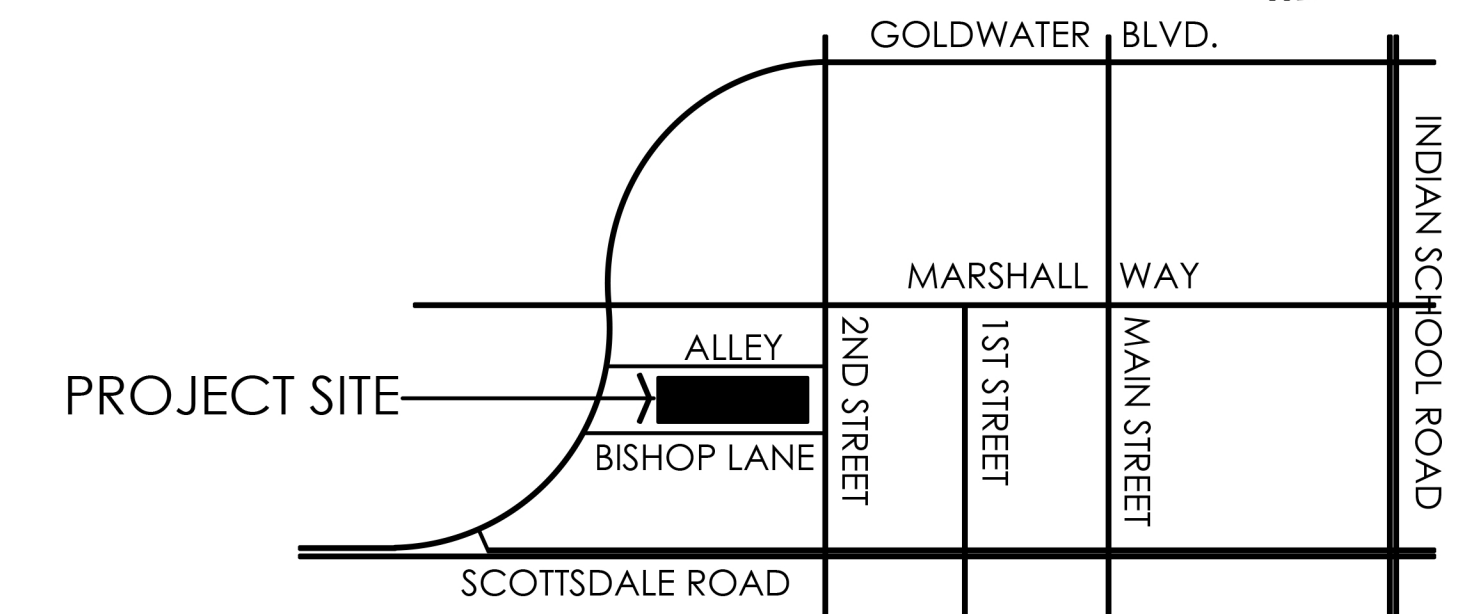 GOLDWATER BLVD.
INDIAN SCHOOL ROAD
MARSHALL WAY
ALLEY
2ND STREET
1ST STREET
MAIN STREET
PROJECT SITE
BISHOP LANE
SCOTTSDALE ROAD